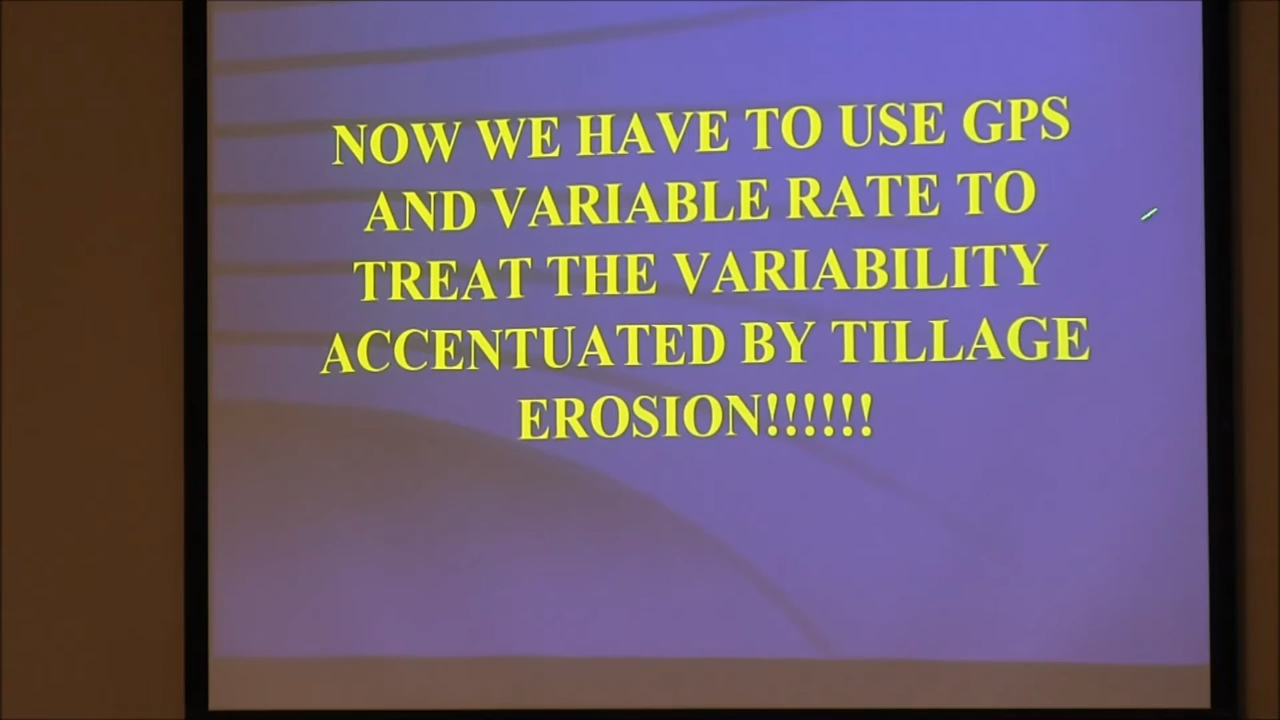 NOW WE HAVE TO USE GPS
AND VARIABLE RATE TO
TREAT THE VARIABILITY
ACCENTUATED BY TILLAGE
EROSION!!!!!!